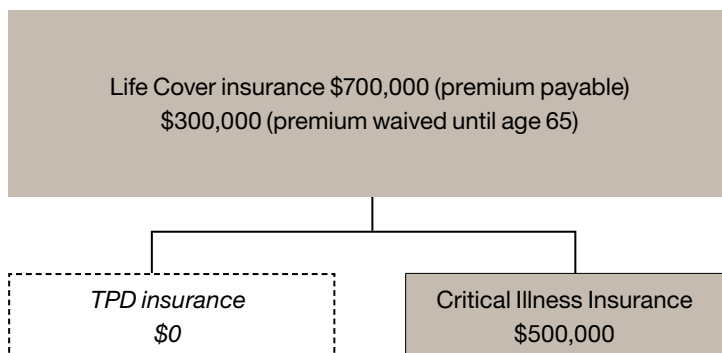 Life Cover insurance $700,000 (premium payable)
$300,000 (premium waived until age 65)
TPD insurance
$0
Critical Illness Insurance
$500,000